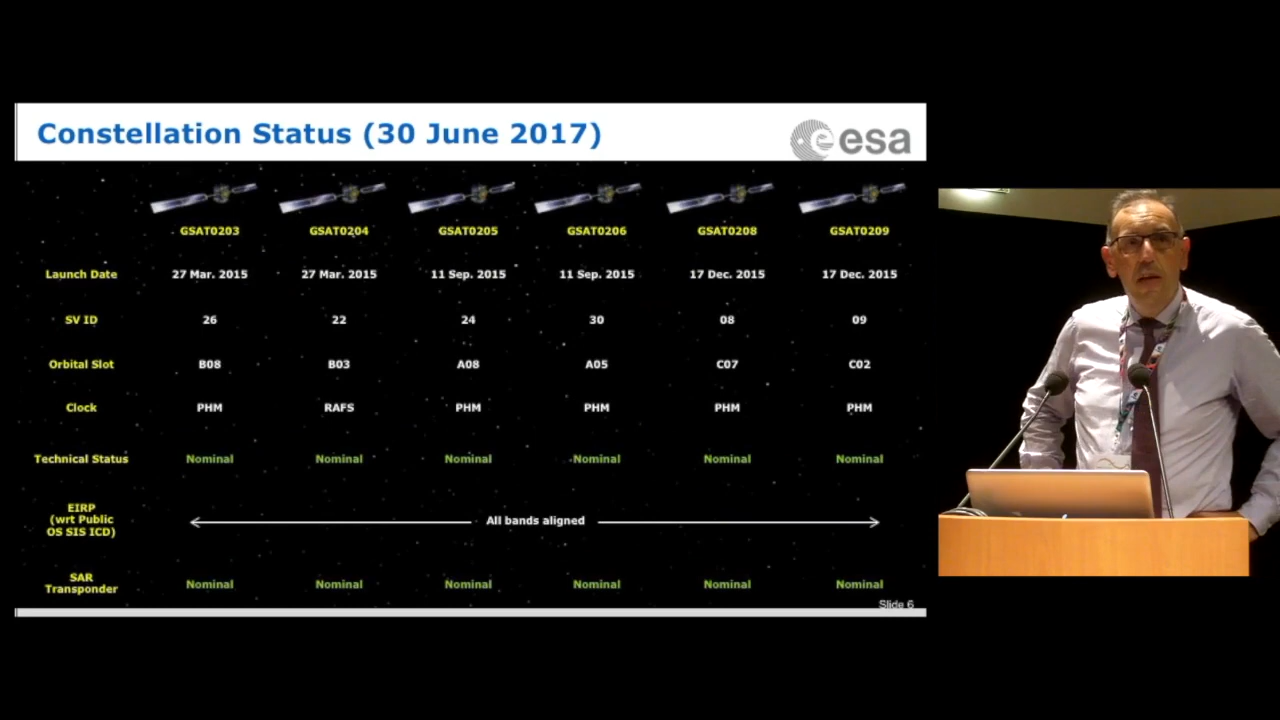 Constellation Status (30 June 2017)
esa
GSAT0203 GSAT0204 GSAT0205 GSAT0206 GSAT0208 GSAT0209
Launch Date 27 Mar. 2015 27 Mar. 2015 11 Sep. 2015 11 Sep. 2015 17 Dec. 2015 17 Dec. 2015
SV ID 26 22 24 30 08 09
Orbital Slot B08 B03 A08 A05 C07 C02
Clock PHM RAFS PHM PHM PHM PHM
Technical Status Nominal Nominal Nominal Nominal Nominal Nominal
EIRP
(wrt Public
OS SIS ICD)
All bands aligned
SAR
Transponder
Nominal Nominal Nominal Nominal Nominal Nominal
Slide 6